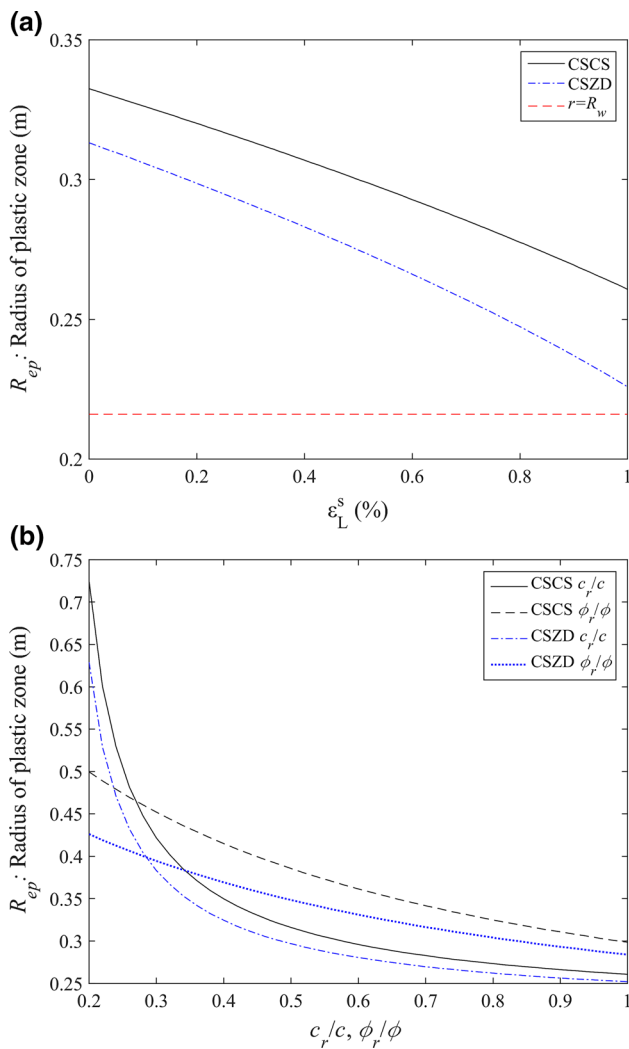 (a)
0.35
0.3
0.25
0.2
R_ep: Radius of plastic zone (m)
CSCS
CSZD
r=R_w
0 0.2 0.4 0.6 0.8 1
ε_L^s (%)
(b)
0.75
0.7
0.65
0.6
0.55
0.5
0.45
0.4
0.35
0.3
0.25
R_ep: Radius of plastic zone (m)
CSCS c_r/c
CSCS ϕ_r/ϕ
CSZD c_r/c
CSZD ϕ_r/ϕ
0.2 0.3 0.4 0.5 0.6 0.7 0.8 0.9 1
c_r/c, ϕ_r/ϕ